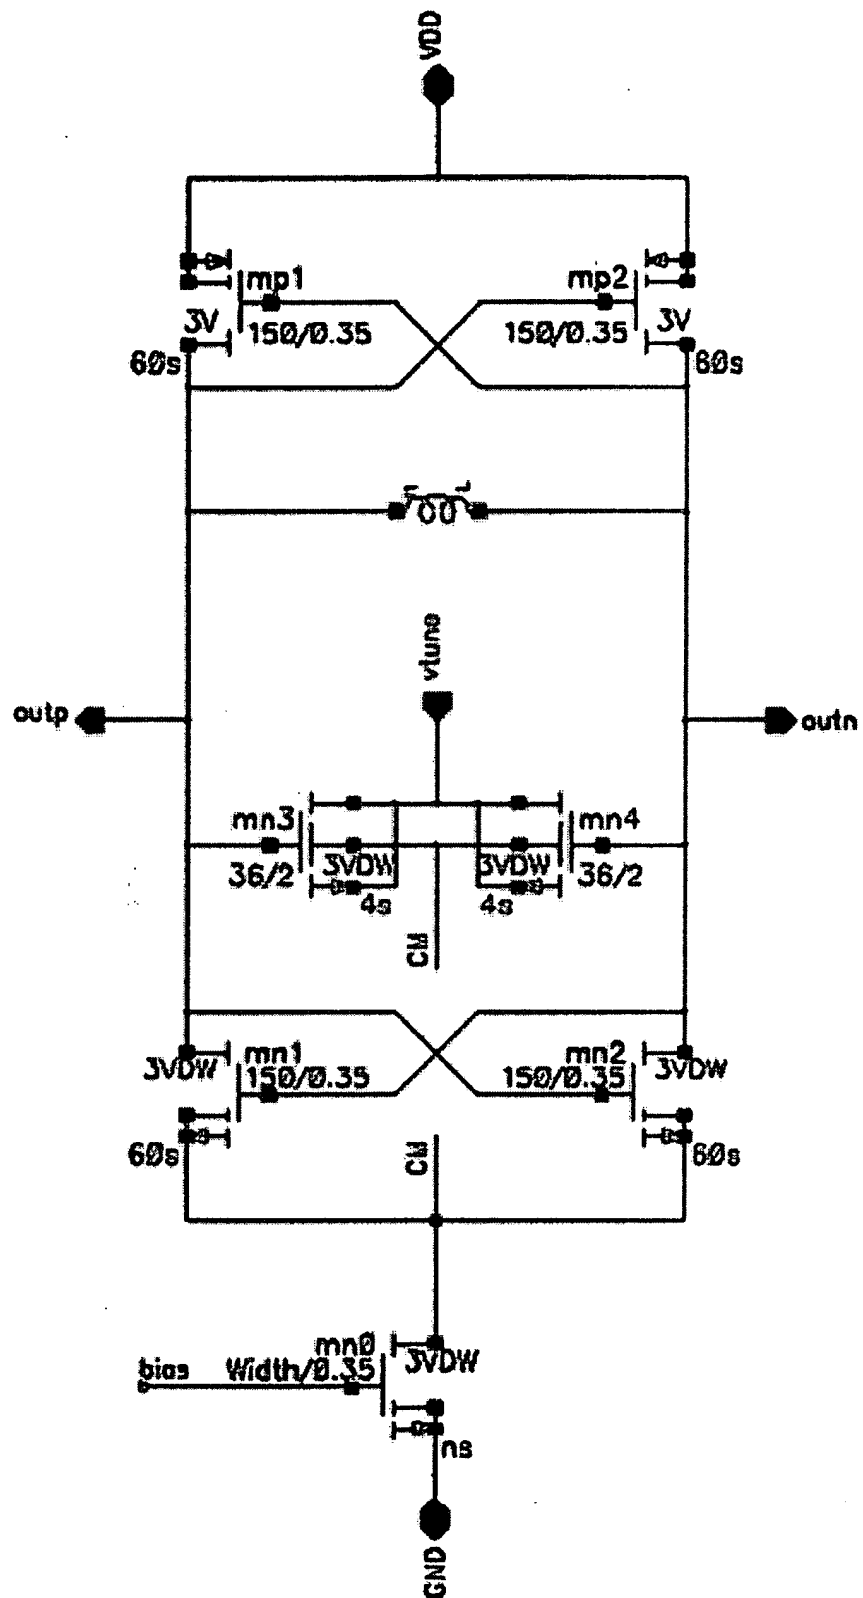 VDD
mp1
mp2
3V
150/0.35
150/0.35
3V
60s
60s
L
vtune
outp
outn
mn3
mn4
36/2
3VDW
3VDW
36/2
4s
4s
CM
mn1
mn2
3VDW
150/0.35
150/0.35
3VDW
60s
CM
60s
mn0
3VDW
bias
Width/0.35
ns
GND